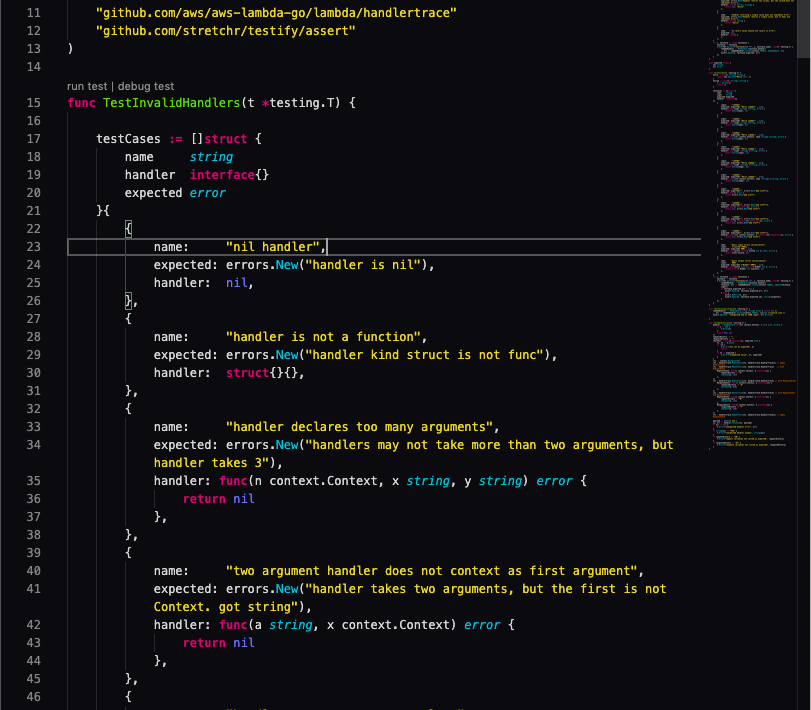 11 "github.com/aws/aws-lambda-go/lambda/handlertrace"
12 "github.com/stretchr/testify/assert"
13 )
14
run test | debug test
15 func TestInvalidHandlers(t *testing.T) {
16
17 testCases := []struct {
18 name string
19 handler interface{}
20 expected error
21 }{
22 {
23 name: "nil handler",
24 expected: errors.New("handler is nil"),
25 handler: nil,
26 },
27 {
28 name: "handler is not a function",
29 expected: errors.New("handler kind struct is not func"),
30 handler: struct{}{},
31 },
32 {
33 name: "handler declares too many arguments",
34 expected: errors.New("handlers may not take more than two arguments, but
handler takes 3"),
35 handler: func(n context.Context, x string, y string) error {
36 return nil
37 },
38 },
39 {
40 name: "two argument handler does not context as first argument",
41 expected: errors.New("handler takes two arguments, but the first is not
Context. got string"),
42 handler: func(a string, x context.Context) error {
43 return nil
44 },
45 },
46 {